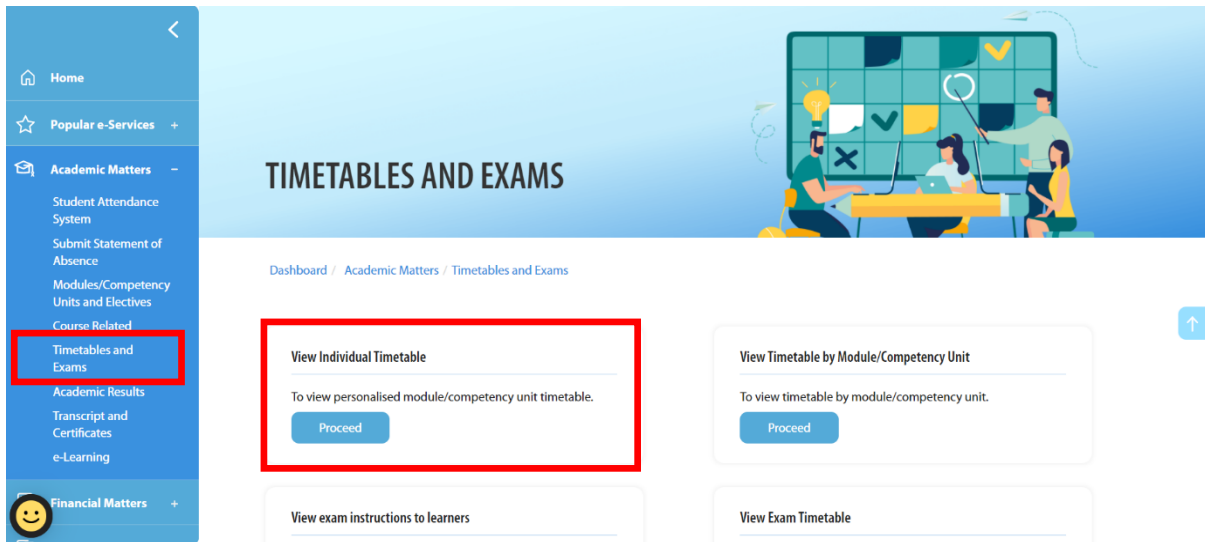 Home
Popular e-Services +
Academic Matters –
Student Attendance
System
Submit Statement of
Absence
Modules/Competency
Units and Electives
Course Related
Timetables and
Exams
Academic Results
Transcript and
Certificates
e-Learning
Financial Matters +
TIMETABLES AND EXAMS
Dashboard / Academic Matters / Timetables and Exams
View Individual Timetable
To view personalised module/competency unit timetable.
Proceed
View Timetable by Module/Competency Unit
To view timetable by module/competency unit.
Proceed
View exam instructions to learners
View Exam Timetable